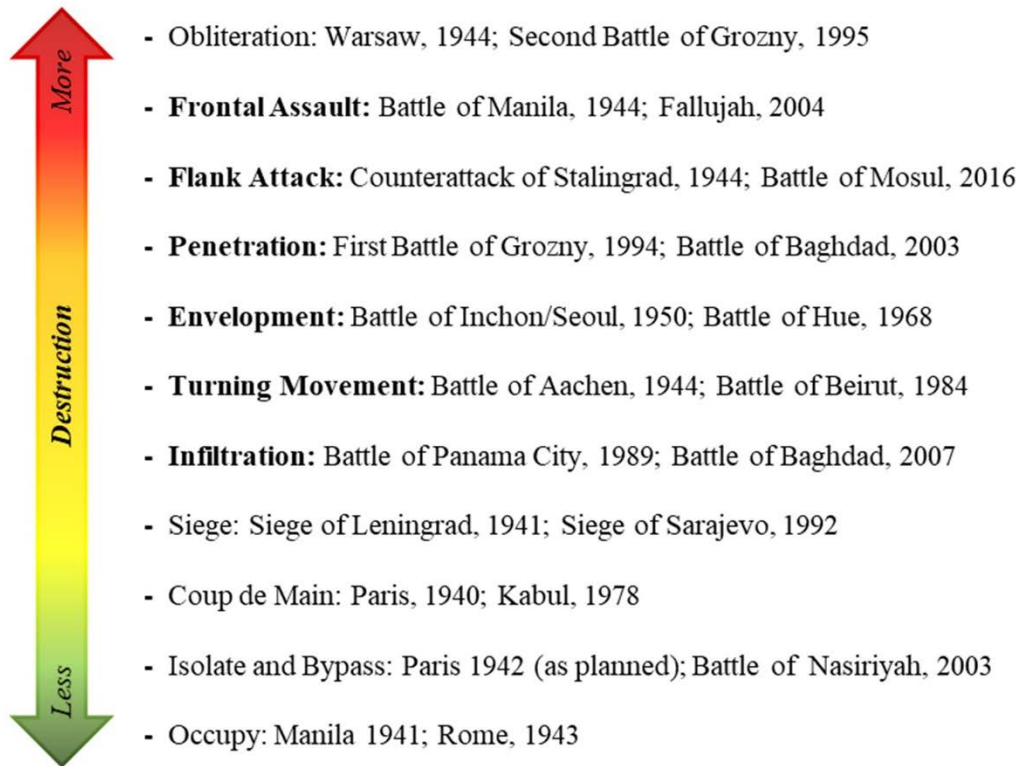 More
Destruction
Less
- Obliteration: Warsaw, 1944; Second Battle of Grozny, 1995
- Frontal Assault: Battle of Manila, 1944; Fallujah, 2004
- Flank Attack: Counterattack of Stalingrad, 1944; Battle of Mosul, 2016
- Penetration: First Battle of Grozny, 1994; Battle of Baghdad, 2003
- Envelopment: Battle of Inchon/Seoul, 1950; Battle of Hue, 1968
- Turning Movement: Battle of Aachen, 1944; Battle of Beirut, 1984
- Infiltration: Battle of Panama City, 1989; Battle of Baghdad, 2007
- Siege: Siege of Leningrad, 1941; Siege of Sarajevo, 1992
- Coup de Main: Paris, 1940; Kabul, 1978
- Isolate and Bypass: Paris 1942 (as planned); Battle of Nasiriyah, 2003
- Occupy: Manila 1941; Rome, 1943